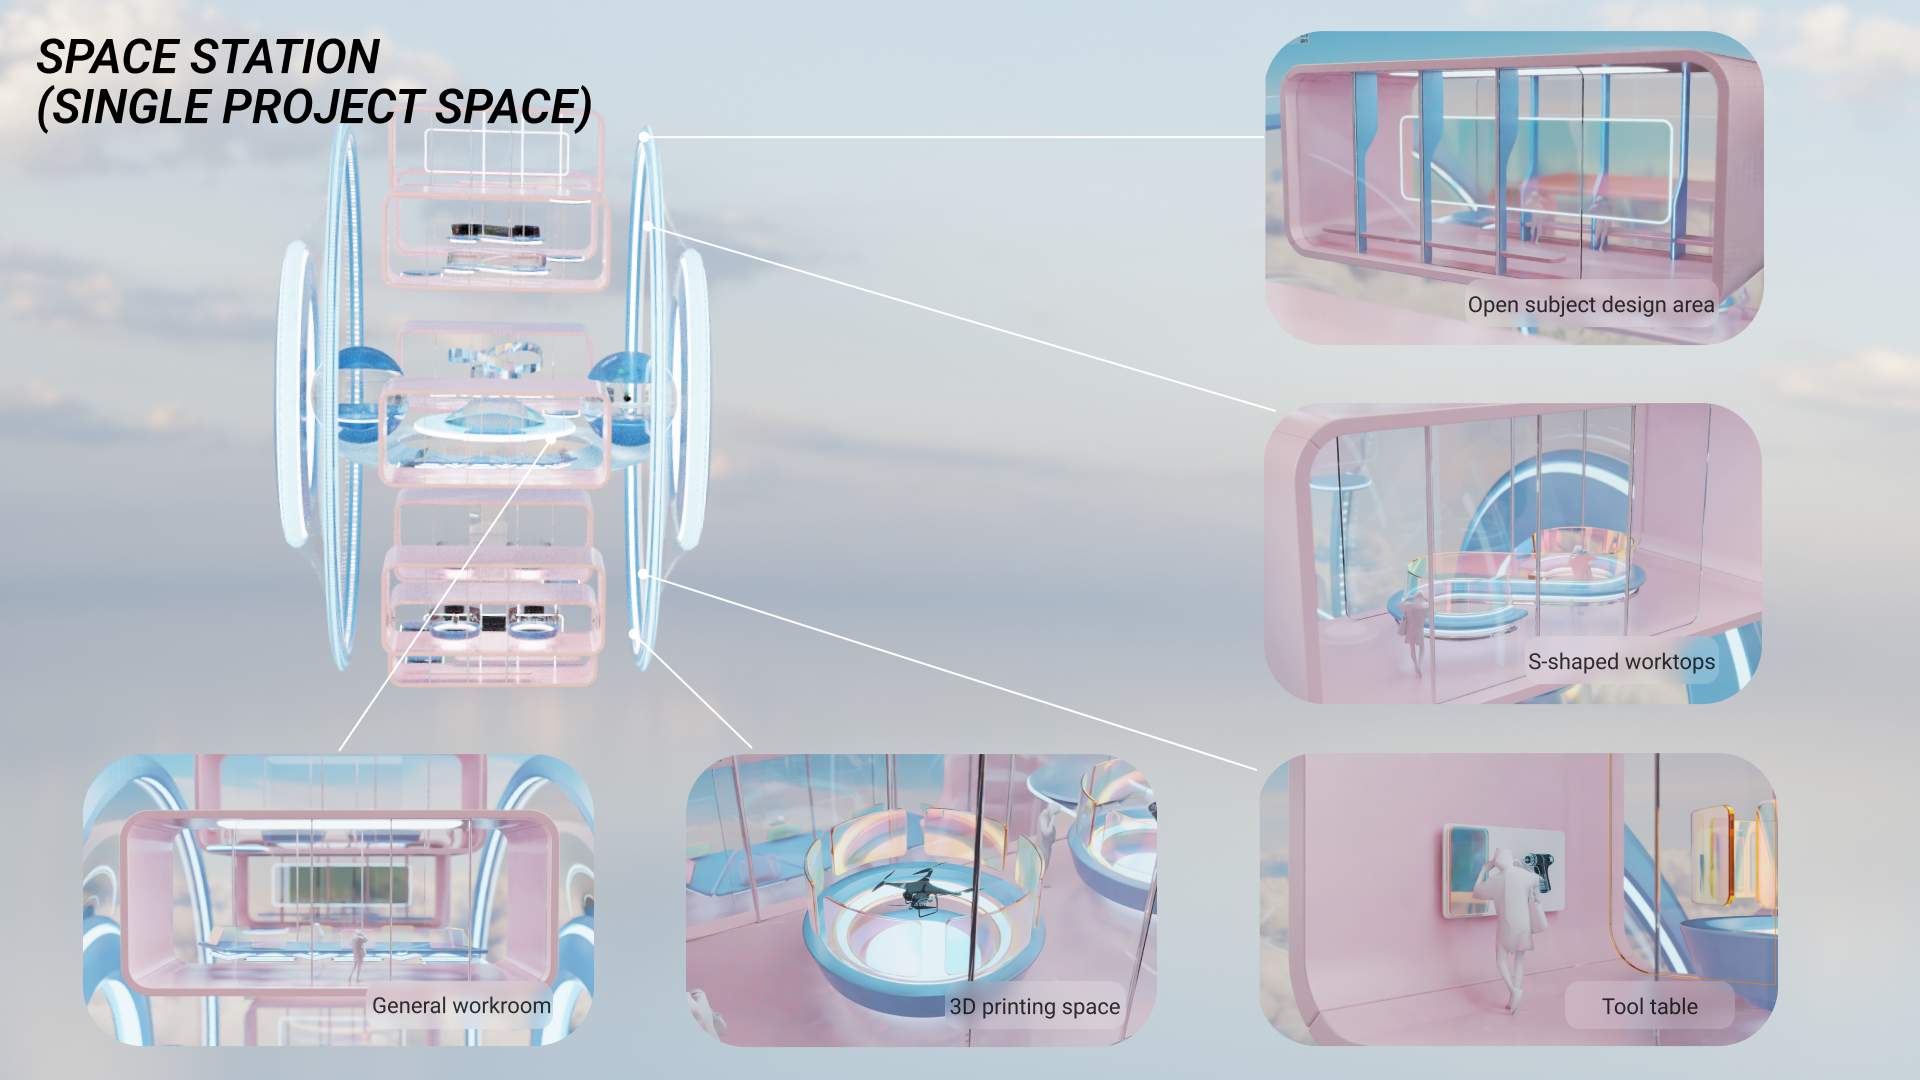 SPACE STATION
(SINGLE PROJECT SPACE)
Open subject design area
S-shaped worktops
General workroom
3D printing space
Tool table